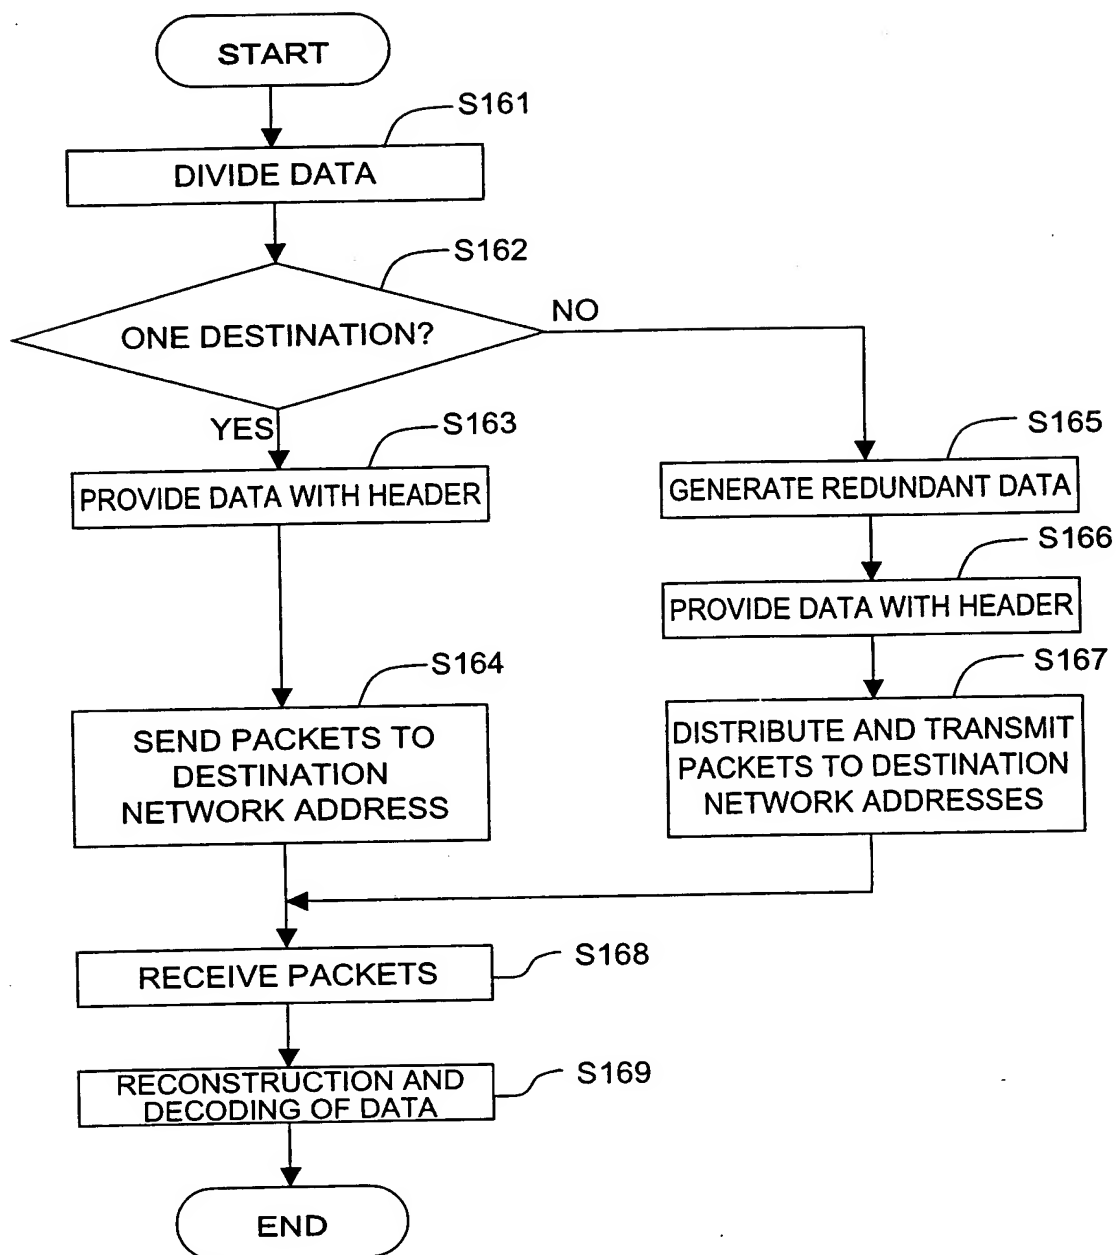 START
S161
DIVIDE DATA
S162
ONE DESTINATION?
NO
YES
S163
PROVIDE DATA WITH HEADER
S165
GENERATE REDUNDANT DATA
S166
PROVIDE DATA WITH HEADER
S164
SEND PACKETS TO
DESTINATION
NETWORK ADDRESS
S167
DISTRIBUTE AND TRANSMIT
PACKETS TO DESTINATION
NETWORK ADDRESSES
RECEIVE PACKETS
S168
RECONSTRUCTION AND
DECODING OF DATA
S169
END